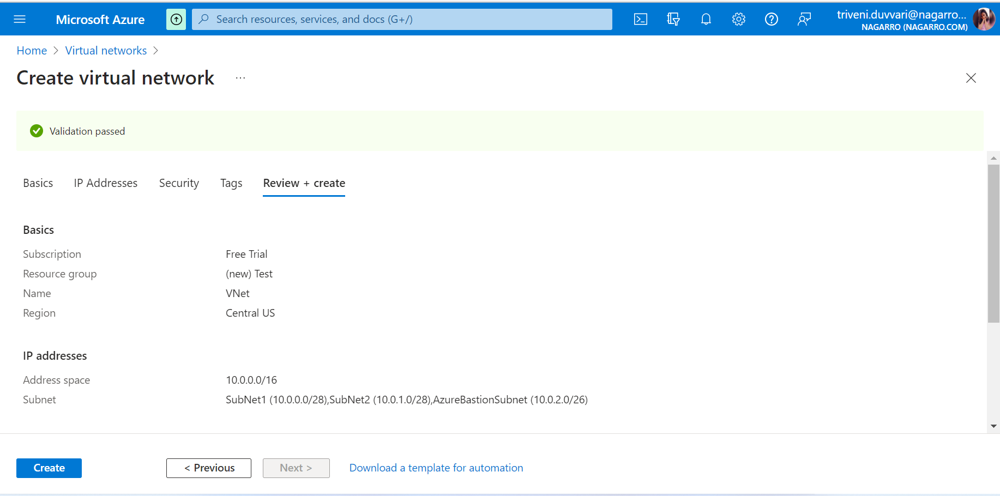 Microsoft Azure
Search resources, services, and docs (G+/)
triveni.duvvari@nagarro...
NAGARRO (NAGARRO.COM)
Home > Virtual networks >
Create virtual network ...
Validation passed
Basics IP Addresses Security Tags Review + create
Basics
Subscription Free Trial
Resource group (new) Test
Name VNet
Region Central US
IP addresses
Address space 10.0.0.0/16
Subnet SubNet1 (10.0.0.0/28),SubNet2 (10.0.1.0/28),AzureBastionSubnet (10.0.2.0/26)
Create < Previous Next > Download a template for automation